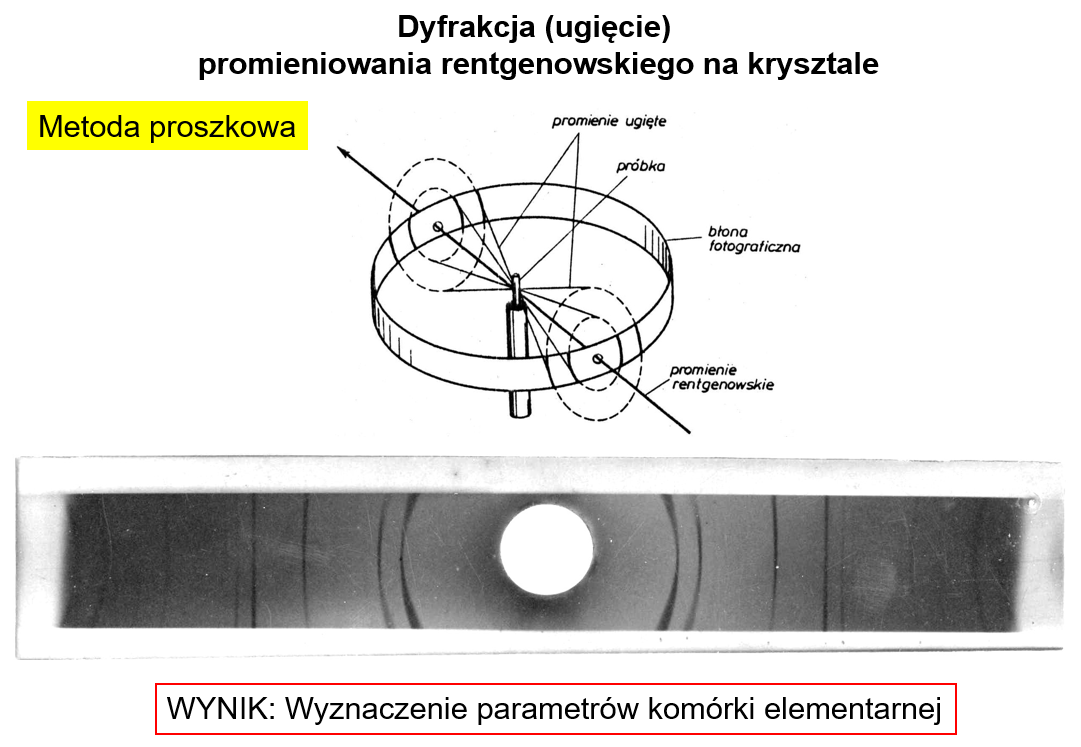 Dyfrakcja (ugięcie)
promieniowania rentgenowskiego na krysztale
Metoda proszkowa
promienie ugięte
próbka
błona
fotograficzna
promienie
rentgenowskie
WYNIK: Wyznaczenie parametrów komórki elementarnej